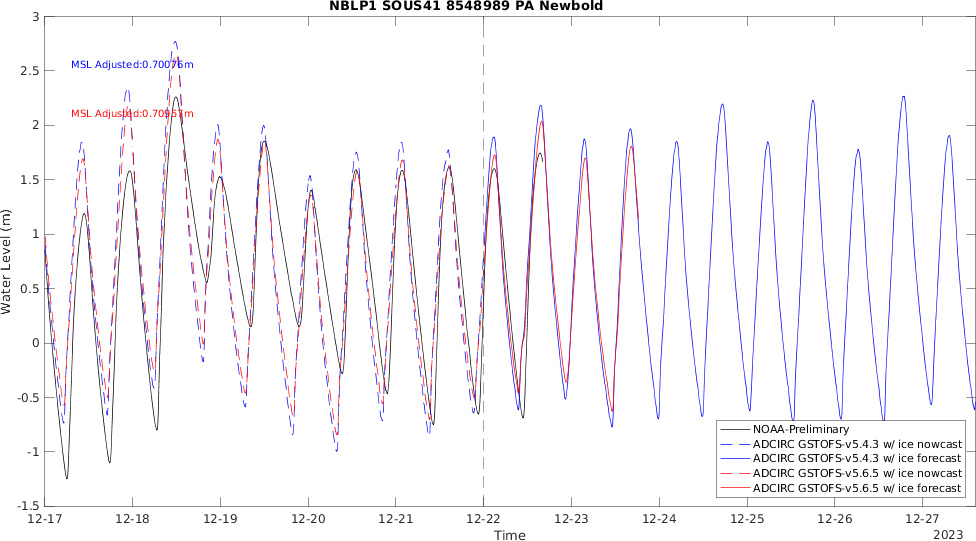 NBLP1 SOUS41 8548989 PA Newbold
3
2.5
2
1.5
1
0.5
0
-0.5
-1
-1.5
Water Level (m)
MSL Adjusted:0.70076m
MSL Adjusted:0.70957m
NOAA-Preliminary
ADCIRC GSTOFS-v5.4.3 w/ ice nowcast
ADCIRC GSTOFS-v5.4.3 w/ ice forecast
ADCIRC GSTOFS-v5.6.5 w/ ice nowcast
ADCIRC GSTOFS-v5.6.5 w/ ice forecast
12-17 12-18 12-19 12-20 12-21 12-22 12-23 12-24 12-25 12-26 12-27
Time
2023